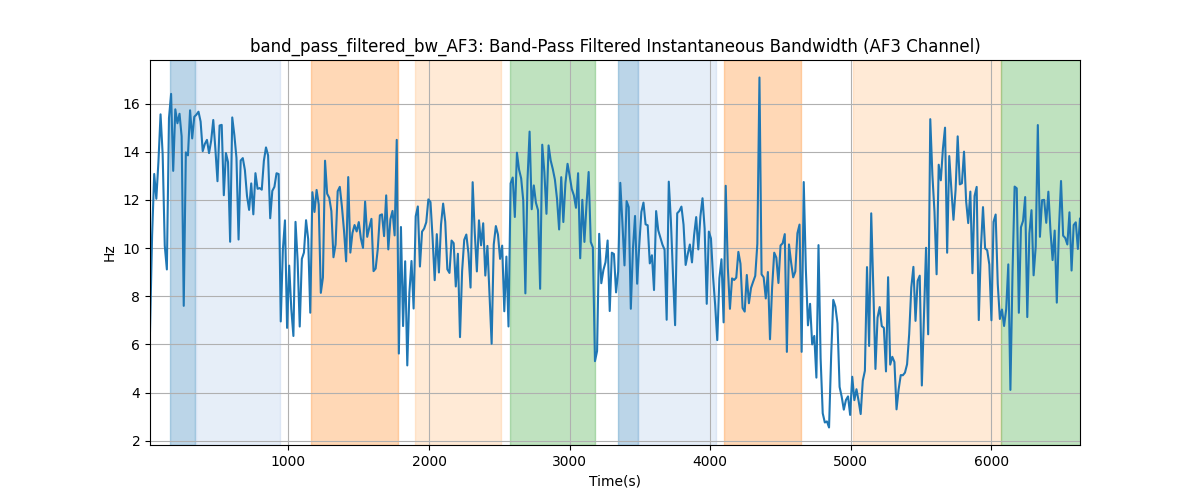 band_pass_filtered_bw_AF3: Band-Pass Filtered Instantaneous Bandwidth (AF3 Channel)
16
14
12
10
8
6
4
2
Hz
1000 2000 3000 4000 5000 6000
Time(s)